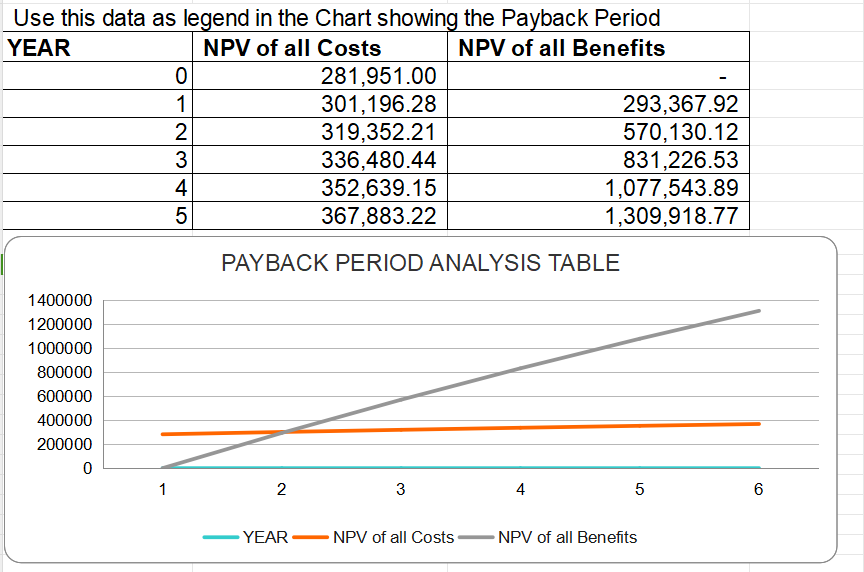 Use this data as legend in the Chart showing the Payback Period
YEAR NPV of all Costs NPV of all Benefits
0 281,951.00 -
1 301,196.28 293,367.92
2 319,352.21 570,130.12
3 336,480.44 831,226.53
4 352,639.15 1,077,543.89
5 367,883.22 1,309,918.77
PAYBACK PERIOD ANALYSIS TABLE
1400000
1200000
1000000
800000
600000
400000
200000
0
1 2 3 4 5 6
YEAR NPV of all Costs NPV of all Benefits